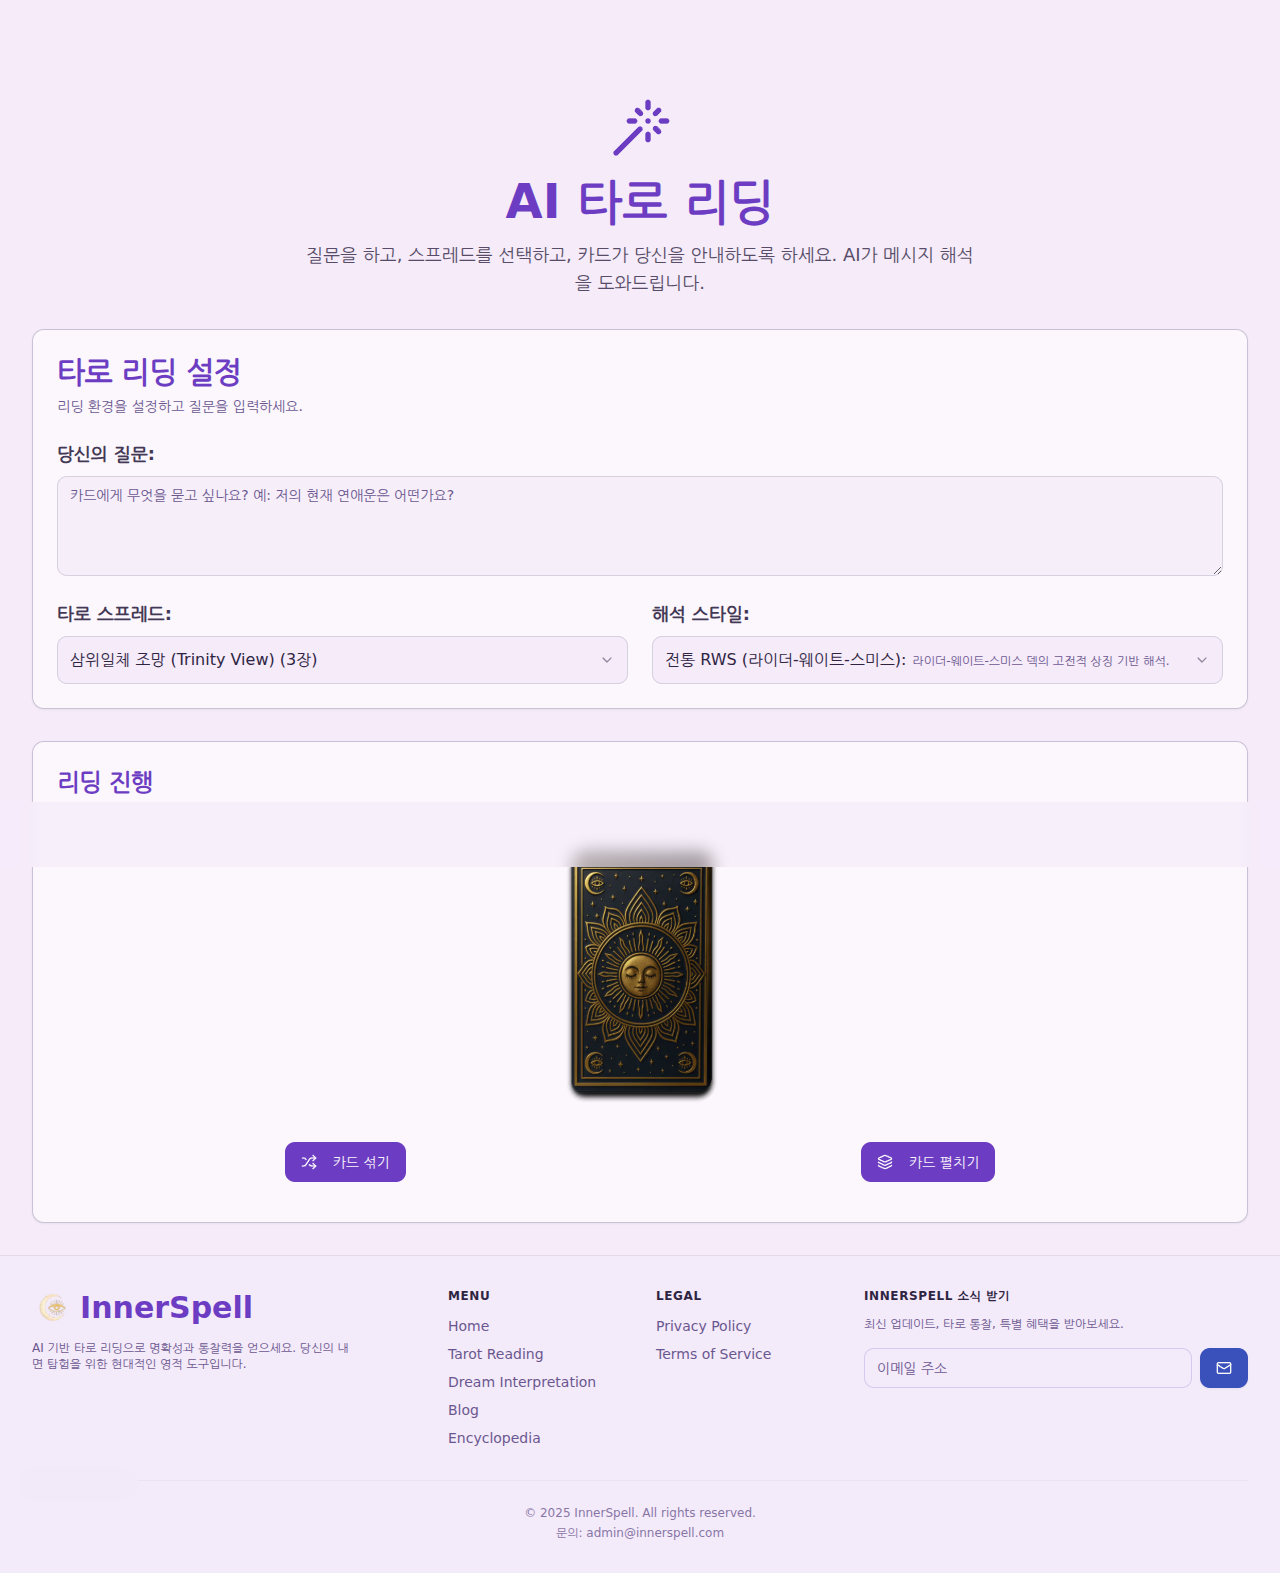 AI 타로 리딩
질문을 하고, 스프레드를 선택하고, 카드가 당신을 안내하도록 하세요. AI가 메시지 해석
을 도와드립니다.
타로 리딩 설정
리딩 환경을 설정하고 질문을 입력하세요.
당신의 질문:
카드에게 무엇을 묻고 싶나요? 예: 저의 현재 연애운은 어떤가요?
타로 스프레드:
삼위일체 조망 (Trinity View) (3장)
해석 스타일:
전통 RWS (라이더-웨이트-스미스): 라이더-웨이트-스미스 덱의 고전적 상징 기반 해석.
리딩 진행
카드 섞기
카드 펼치기
InnerSpell
AI 기반 타로 리딩으로 명확성과 통찰력을 얻으세요. 당신의 내
면 탐험을 위한 현대적인 영적 도구입니다.
MENU
Home
Tarot Reading
Dream Interpretation
Blog
Encyclopedia
LEGAL
Privacy Policy
Terms of Service
INNERSPELL 소식 받기
최신 업데이트, 타로 통찰, 특별 혜택을 받아보세요.
이메일 주소
© 2025 InnerSpell. All rights reserved.
문의: admin@innerspell.com